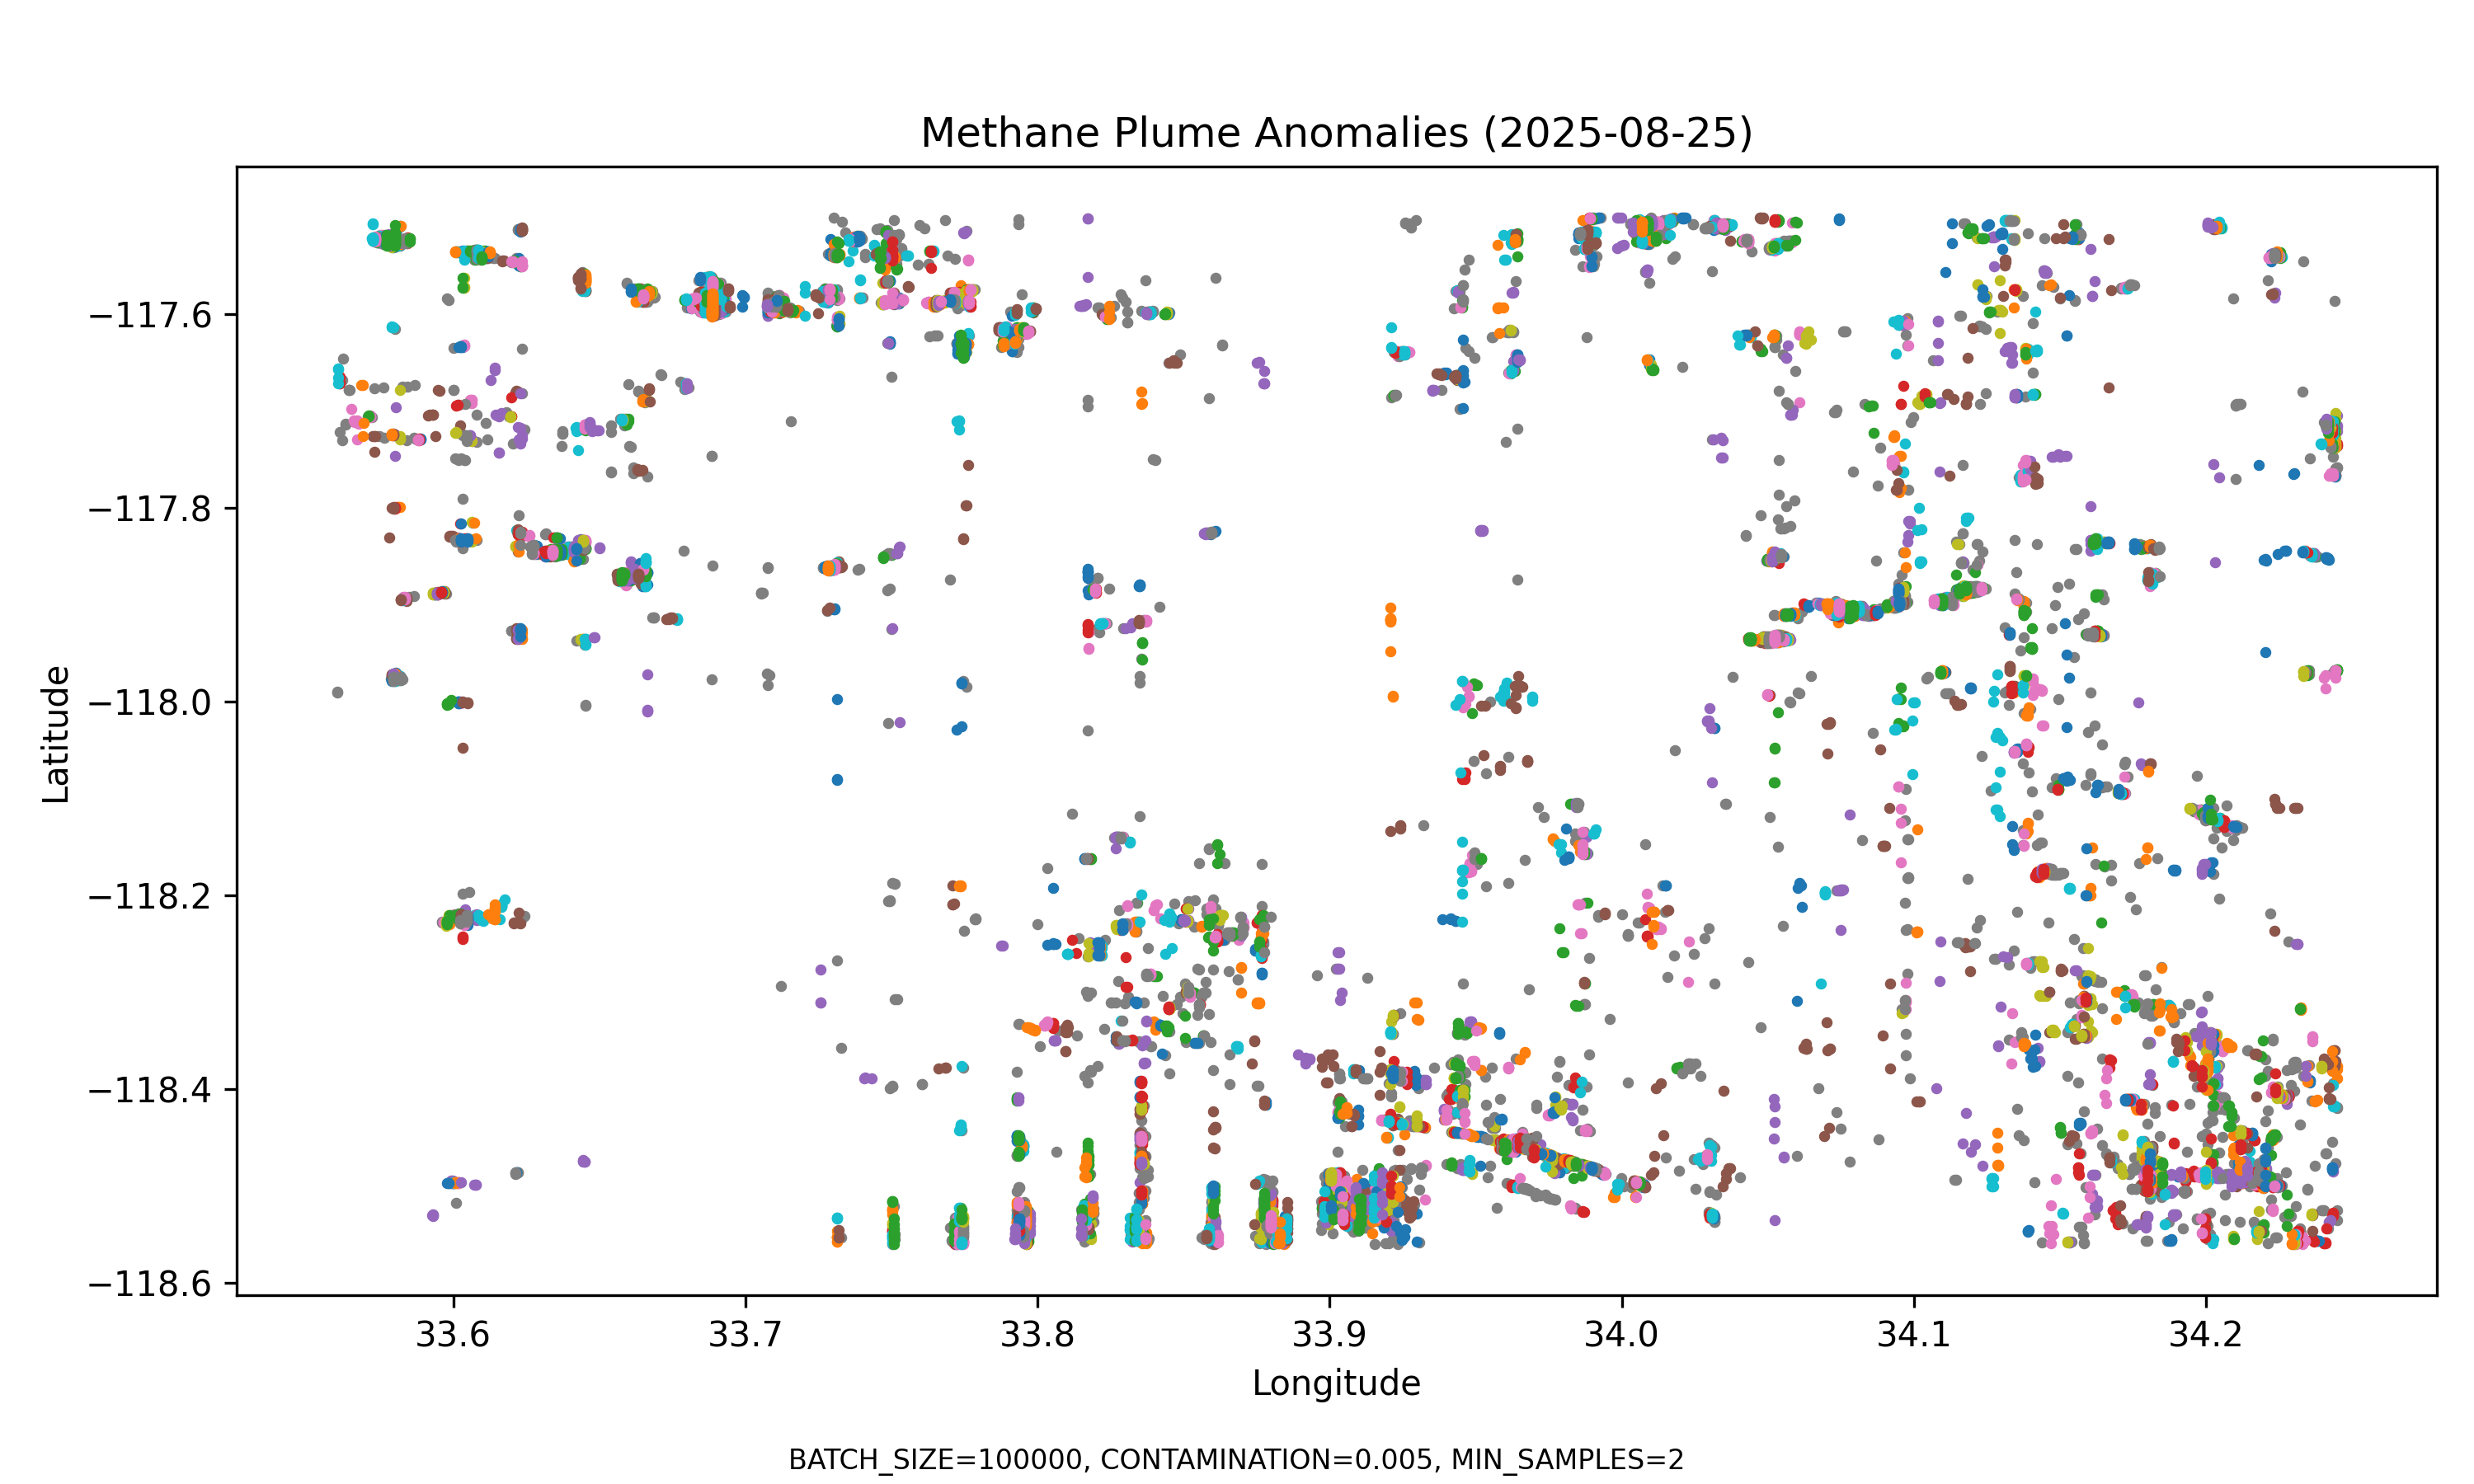 Methane Plume Anomalies (2025-08-25)
Latitude
−117.6
−117.8
−118.0
−118.2
−118.4
−118.6
33.6 33.7 33.8 33.9 34.0 34.1 34.2
Longitude
BATCH_SIZE=100000, CONTAMINATION=0.005, MIN_SAMPLES=2